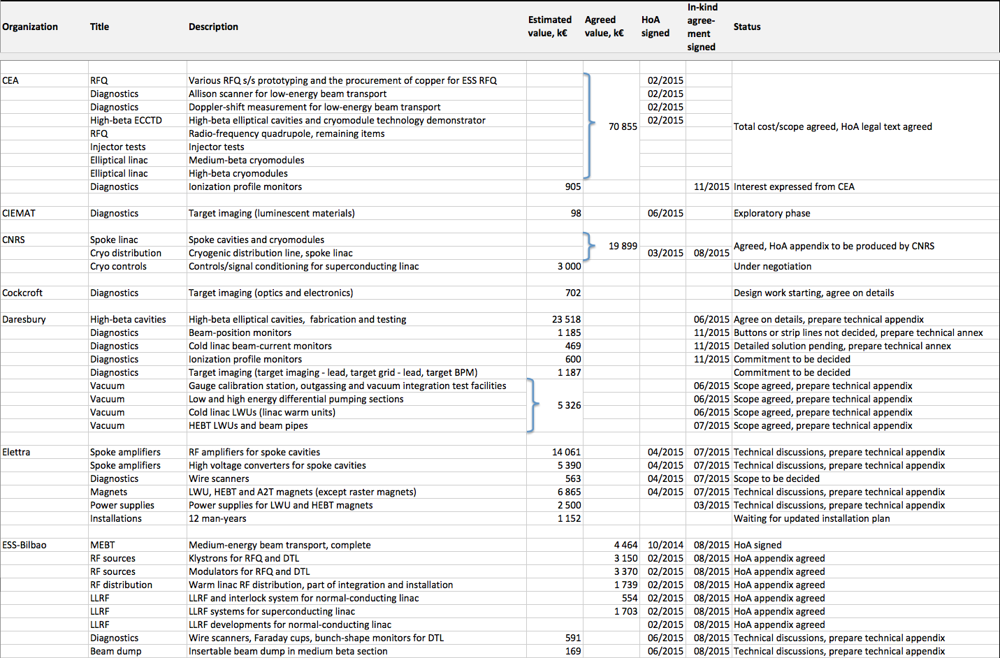 Organization Title Description Estimated value, k€ Agreed value, k€ HoA signed In-kind agree-ment signed Status
CEA RFQ Various RFQ s/s prototyping and the procurement of copper for ESS RFQ 02/2015
Diagnostics Allison scanner for low-energy beam transport 02/2015
Diagnostics Doppler-shift measurement for low-energy beam transport 02/2015
High-beta ECCTD High-beta elliptical cavities and cryomodule technology demonstrator 02/2015
70 855 Total cost/scope agreed, HoA legal text agreed
RFQ Radio-frequency quadrupole, remaining items
Injector tests Injector tests
Elliptical linac Medium-beta cryomodules
Elliptical linac High-beta cryomodules
Diagnostics Ionization profile monitors 905 11/2015 Interest expressed from CEA
CIEMAT Diagnostics Target imaging (luminescent materials) 98 06/2015 Exploratory phase
CNRS Spoke linac Spoke cavities and cryomodules
19 899 Agreed, HoA appendix to be produced by CNRS
Cryo distribution Cryogenic distribution line, spoke linac 03/2015 08/2015
Cryo controls Controls/signal conditioning for superconducting linac 3 000 Under negotiation
Cockcroft Diagnostics Target imaging (optics and electronics) 702 Design work starting, agree on details
Daresbury High-beta cavities High-beta elliptical cavities, fabrication and testing 23 518 06/2015 Agree on details, prepare technical appendix
Diagnostics Beam-position monitors 1 185 11/2015 Buttons or strip lines not decided, prepare technical annex
Diagnostics Cold linac beam-current monitors 469 11/2015 Detailed solution pending, prepare technical annex
Diagnostics Ionization profile monitors 600 11/2015 Commitment to be decided
Diagnostics Target imaging (target imaging - lead, target grid - lead, target BPM) 1 187 Commitment to be decided
Vacuum Gauge calibration station, outgassing and vacuum integration test facilities 06/2015 Scope agreed, prepare technical appendix
Vacuum Low and high energy differential pumping sections 06/2015 Scope agreed, prepare technical appendix
5 326
Vacuum Cold linac LWUs (linac warm units) 06/2015 Scope agreed, prepare technical appendix
Vacuum HEBT LWUs and beam pipes 07/2015 Scope agreed, prepare technical appendix
Elettra Spoke amplifiers RF amplifiers for spoke cavities 14 061 04/2015 07/2015 Technical discussions, prepare technical appendix
Spoke amplifiers High voltage converters for spoke cavities 5 390 04/2015 07/2015 Technical discussions, prepare technical appendix
Diagnostics Wire scanners 563 04/2015 07/2015 Scope to be decided
Magnets LWU, HEBT and A2T magnets (except raster magnets) 6 865 04/2015 07/2015 Technical discussions, prepare technical appendix
Power supplies Power supplies for LWU and HEBT magnets 2 500 03/2015 Technical discussions, prepare technical appendix
Installations 12 man-years 1 152 Waiting for updated installation plan
ESS-Bilbao MEBT Medium-energy beam transport, complete 4 464 10/2014 08/2015 HoA signed
RF sources Klystrons for RFQ and DTL 3 150 02/2015 08/2015 HoA appendix agreed
RF sources Modulators for RFQ and DTL 3 370 02/2015 08/2015 HoA appendix agreed
RF distribution Warm linac RF distribution, part of integration and installation 1 739 02/2015 08/2015 HoA appendix agreed
LLRF LLRF and interlock system for normal-conducting linac 554 02/2015 08/2015 HoA appendix agreed
LLRF LLRF systems for superconducting linac 1 703 02/2015 08/2015 HoA appendix agreed
LLRF LLRF developments for normal-conducting linac 02/2015 08/2015 HoA appendix agreed
Diagnostics Wire scanners, Faraday cups, bunch-shape monitors for DTL 591 06/2015 08/2015 Technical discussions, prepare technical appendix
Beam dump Insertable beam dump in medium beta section 169 06/2015 08/2015 Technical discussions, prepare technical appendix